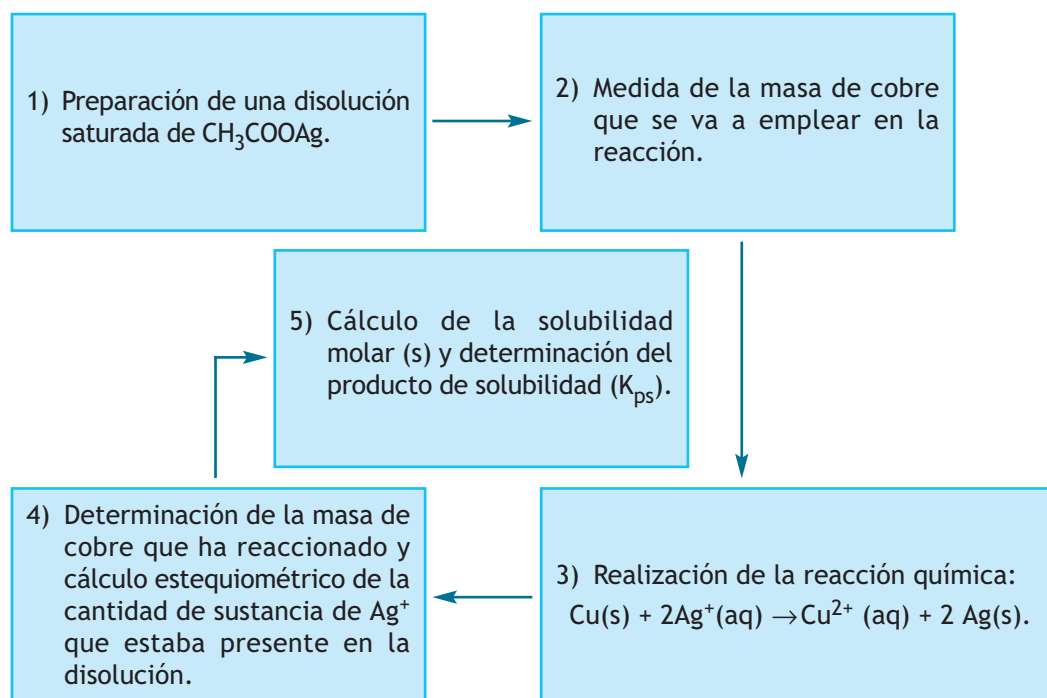 1) Preparación de una disolución
saturada de CH₃COOAg.
2) Medida de la masa de cobre
que se va a emplear en la
reacción.
3) Realización de la reacción química:
Cu(s) + 2Ag⁺(aq) → Cu²⁺ (aq) + 2 Ag(s).
4) Determinación de la masa de
cobre que ha reaccionado y
cálculo estequiométrico de la
cantidad de sustancia de Ag⁺
que estaba presente en la
disolución.
5) Cálculo de la solubilidad
molar (s) y determinación del
producto de solubilidad (Kₚₛ).